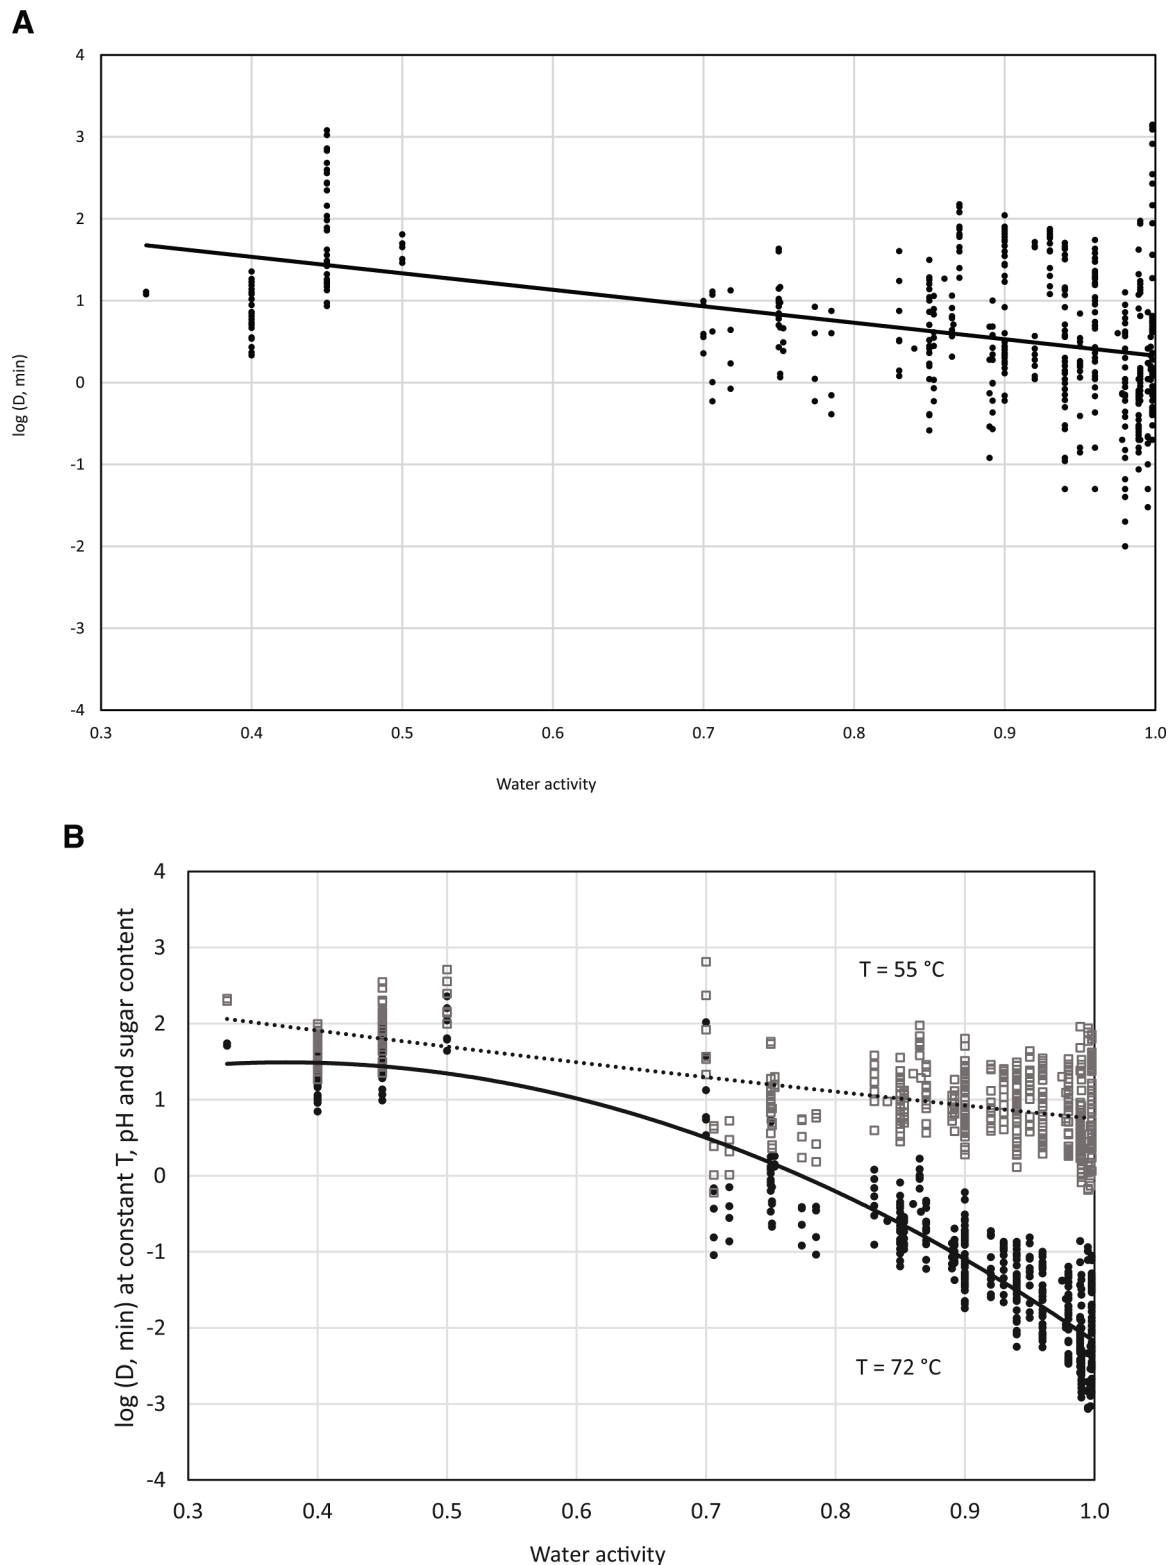 A
4
3
2
1
0
-1
-2
-3
-4
log (D, min)
0.3 0.4 0.5 0.6 0.7 0.8 0.9 1.0
Water activity
B
4
3
2
1
0
-1
-2
-3
-4
log (D, min) at constant T, pH and sugar content
T = 55 °C
T = 72 °C
0.3 0.4 0.5 0.6 0.7 0.8 0.9 1.0
Water activity